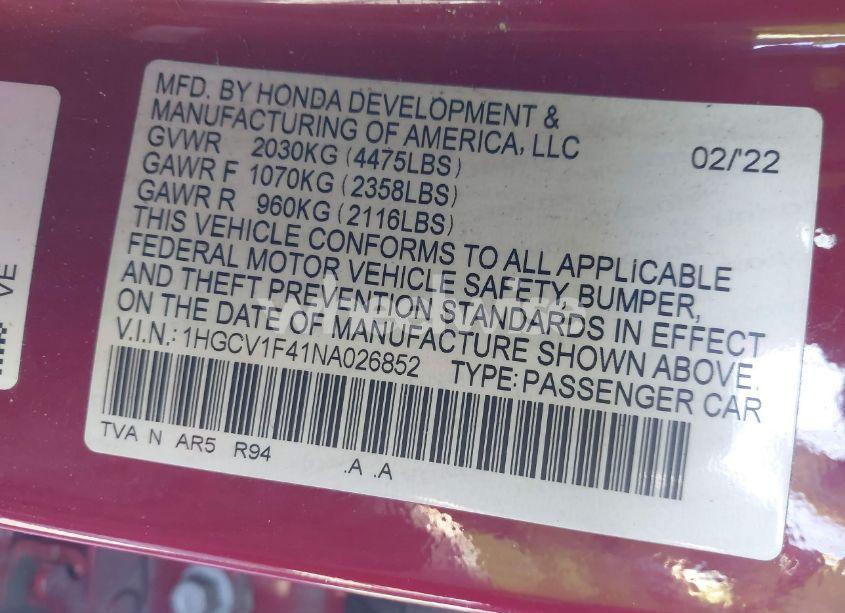 MFD. BY HONDA DEVELOPMENT &
MANUFACTURING OF AMERICA, LLC
GVWR 2030KG (4475LBS) 02/'22
GAWR F 1070KG (2358LBS)
GAWR R 960KG (2116LBS)
THIS VEHICLE CONFORMS TO ALL APPLICABLE
FEDERAL MOTOR VEHICLE SAFETY, BUMPER,
AND THEFT PREVENTION STANDARDS IN EFFECT
ON THE DATE OF MANUFACTURE SHOWN ABOVE.
V.I.N.: 1HGCV1F41NA026852 TYPE: PASSENGER CAR
TVA N AR5 R94 .A .A
VE